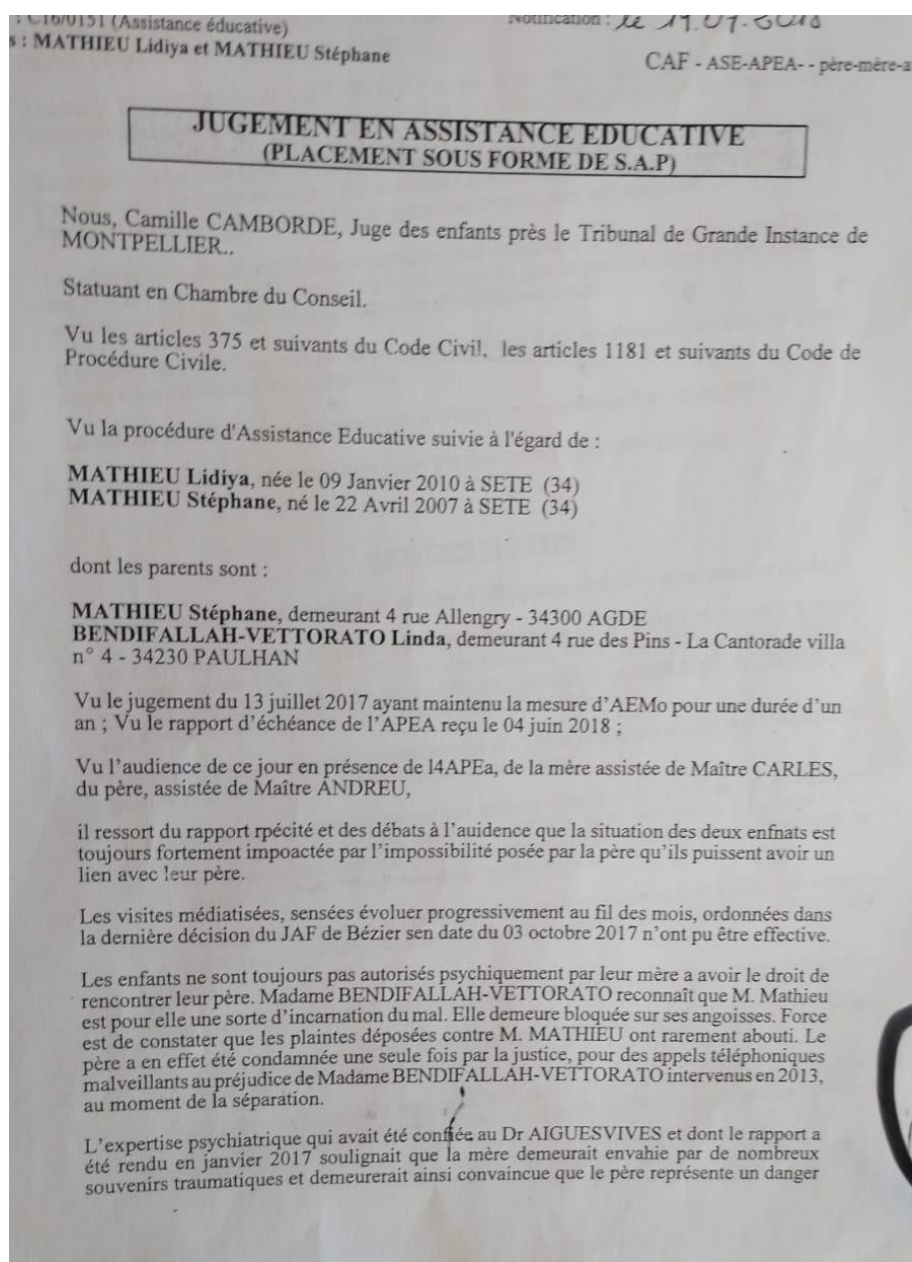 : C16/0151 (Assistance éducative)
s : MATHIEU Lidiya et MATHIEU Stéphane
Notification : le 19.07.2018
CAF - ASE-APEA- - père-mère-a
JUGEMENT EN ASSISTANCE EDUCATIVE
(PLACEMENT SOUS FORME DE S.A.P)
Nous, Camille CAMBORDE, Juge des enfants près le Tribunal de Grande Instance de
MONTPELLIER..
Statuant en Chambre du Conseil.
Vu les articles 375 et suivants du Code Civil, les articles 1181 et suivants du Code de
Procédure Civile.
Vu la procédure d'Assistance Educative suivie à l'égard de :
MATHIEU Lidiya, née le 09 Janvier 2010 à SETE (34)
MATHIEU Stéphane, né le 22 Avril 2007 à SETE (34)
dont les parents sont :
MATHIEU Stéphane, demeurant 4 rue Allengry - 34300 AGDE
BENDIFALLAH-VETTORATO Linda, demeurant 4 rue des Pins - La Cantorade villa
n° 4 - 34230 PAULHAN
Vu le jugement du 13 juillet 2017 ayant maintenu la mesure d'AEMo pour une durée d'un
an ; Vu le rapport d'échéance de l'APEA reçu le 04 juin 2018 ;
Vu l'audience de ce jour en présence de l4APEa, de la mère assistée de Maître CARLES,
du père, assistée de Maître ANDREU,
il ressort du rapport rpécité et des débats à l'auidence que la situation des deux enfnats est
toujours fortement impoactée par l'impossibilité posée par la père qu'ils puissent avoir un
lien avec leur père.
Les visites médiatisées, sensées évoluer progressivement au fil des mois, ordonnées dans
la dernière décision du JAF de Bézier sen date du 03 octobre 2017 n'ont pu être effective.
Les enfants ne sont toujours pas autorisés psychiquement par leur mère a avoir le droit de
rencontrer leur père. Madame BENDIFALLAH-VETTORATO reconnaît que M. Mathieu
est pour elle une sorte d'incarnation du mal. Elle demeure bloquée sur ses angoisses. Force
est de constater que les plaintes déposées contre M. MATHIEU ont rarement abouti. Le
père a en effet été condamnée une seule fois par la justice, pour des appels téléphoniques
malveillants au préjudice de Madame BENDIFALLAH-VETTORATO intervenus en 2013,
au moment de la séparation.
L'expertise psychiatrique qui avait été confiée au Dr AIGUESVIVES et dont le rapport a
été rendu en janvier 2017 soulignait que la mère demeurait envahie par de nombreux
souvenirs traumatiques et demeurerait ainsi convaincue que le père représente un danger